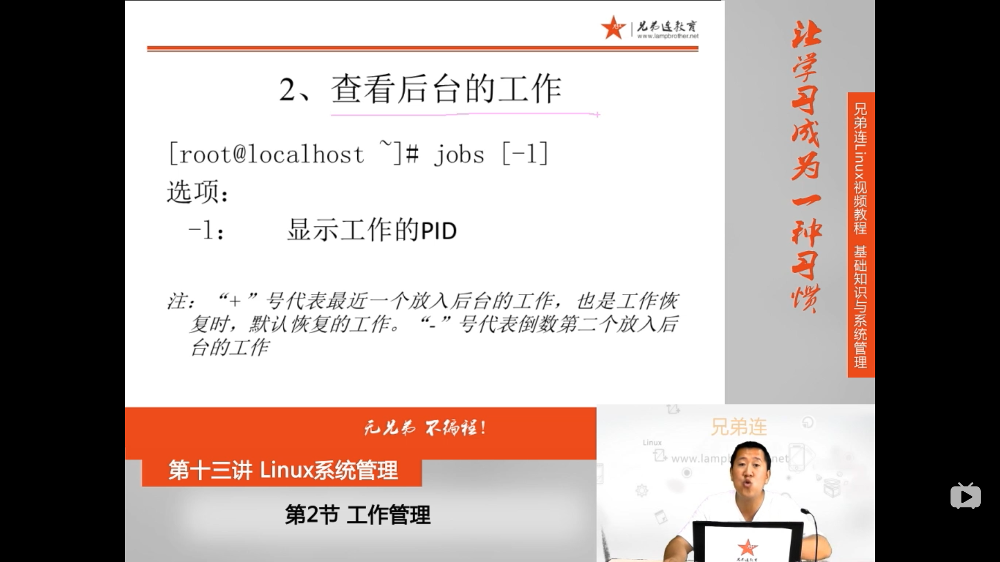 兄弟连教育
www.lampbrother.net
2、查看后台的工作
[root@localhost ~]# jobs [-l]
选项：
-l： 显示工作的PID
注：“+”号代表最近一个放入后台的工作，也是工作恢
复时，默认恢复的工作。“-”号代表倒数第二个放入后
台的工作
让学习成为一种习惯
兄弟连Linux视频教程 基础知识与系统管理
无兄弟 不编程！
第十三讲 Linux系统管理
第2节 工作管理
兄弟连
Linux